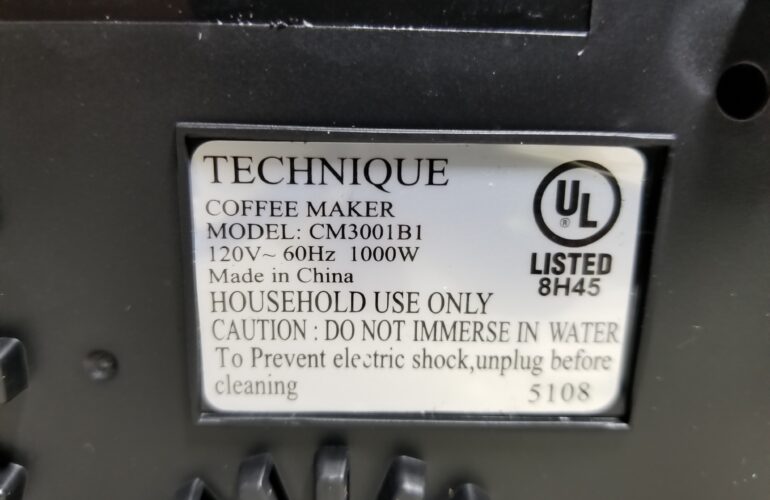 TECHNIQUE
COFFEE MAKER
MODEL: CM3001B1
120V~ 60Hz 1000W
Made in China
HOUSEHOLD USE ONLY
CAUTION : DO NOT IMMERSE IN WATER
To Prevent electric shock,unplug before
cleaning
5108
UL
®
LISTED
8H45